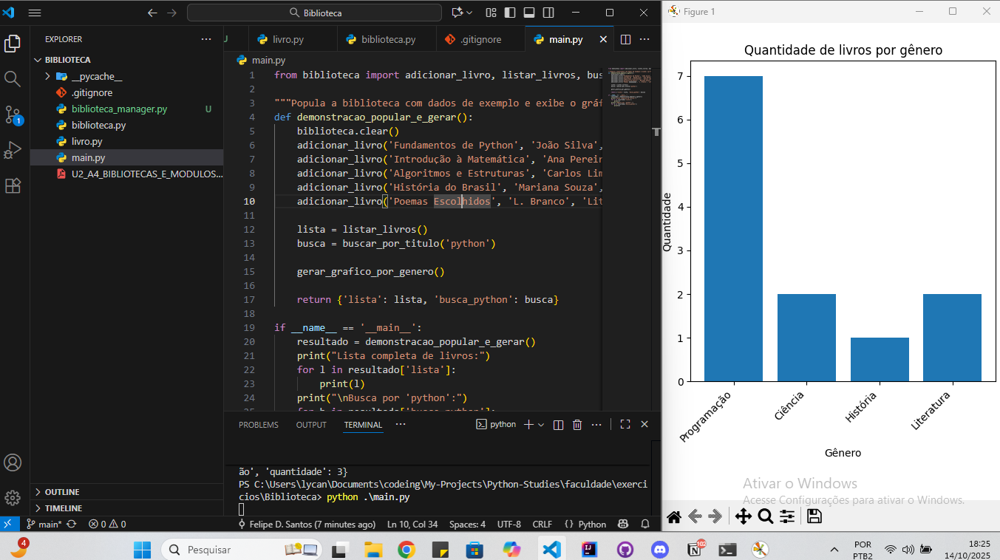 Biblioteca
Figure 1
EXPLORER
BIBLIOTECA
__pycache__
.gitignore
biblioteca_manager.py U
biblioteca.py
livro.py
main.py
U2_A4_BIBLIOTECAS_E_MODULOS...
OUTLINE
TIMELINE
U livro.py biblioteca.py .gitignore main.py
main.py
1 from biblioteca import adicionar_livro, listar_livros, bus
2
3 """Popula a biblioteca com dados de exemplo e exibe o gráf
4 def demonstracao_popular_e_gerar():
5 biblioteca.clear()
6 adicionar_livro('Fundamentos de Python', 'João Silva',
7 adicionar_livro('Introdução à Matemática', 'Ana Pereir
8 adicionar_livro('Algoritmos e Estruturas', 'Carlos Lim
9 adicionar_livro('História do Brasil', 'Mariana Souza',
10 adicionar_livro('Poemas Escolhidos', 'L. Branco', 'Lit
11
12 lista = listar_livros()
13 busca = buscar_por_titulo('python')
14
15 gerar_grafico_por_genero()
16
17 return {'lista': lista, 'busca_python': busca}
18
19 if __name__ == '__main__':
20 resultado = demonstracao_popular_e_gerar()
21 print("Lista completa de livros:")
22 for l in resultado['lista']:
23 print(l)
24 print("\nBusca por 'python':")
25 for b in resultado['busca_python']:
PROBLEMS OUTPUT TERMINAL python
ão', 'quantidade': 3}
PS C:\Users\lycan\Documents\codeing\My-Projects\Python-Studies\faculdade\exerci
cios\Biblioteca> python .\main.py
1
main* 0 0 Felipe D. Santos (7 minutes ago) Ln 10, Col 34 Spaces: 4 UTF-8 CRLF {} Python
Quantidade de livros por gênero
7
6
5
4
3
2
1
0
Quantidade
Programação
Ciência
História
Literatura
Gênero
Ativar o Windows
Acesse Configurações para ativar o Windows.
4
Pesquisar
102
POR
PTB2
18:25
14/10/2025